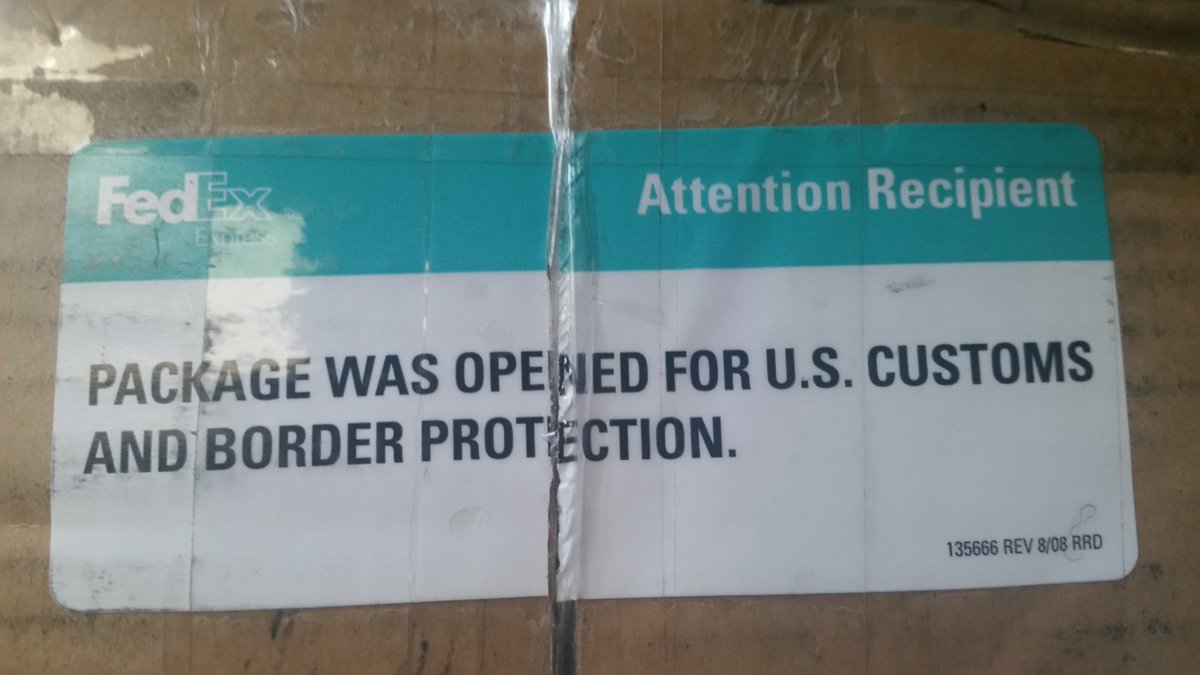 FedEx
Express
Attention Recipient
PACKAGE WAS OPENED FOR U.S. CUSTOMS
AND BORDER PROTECTION.
135666 REV 8/08 RRD